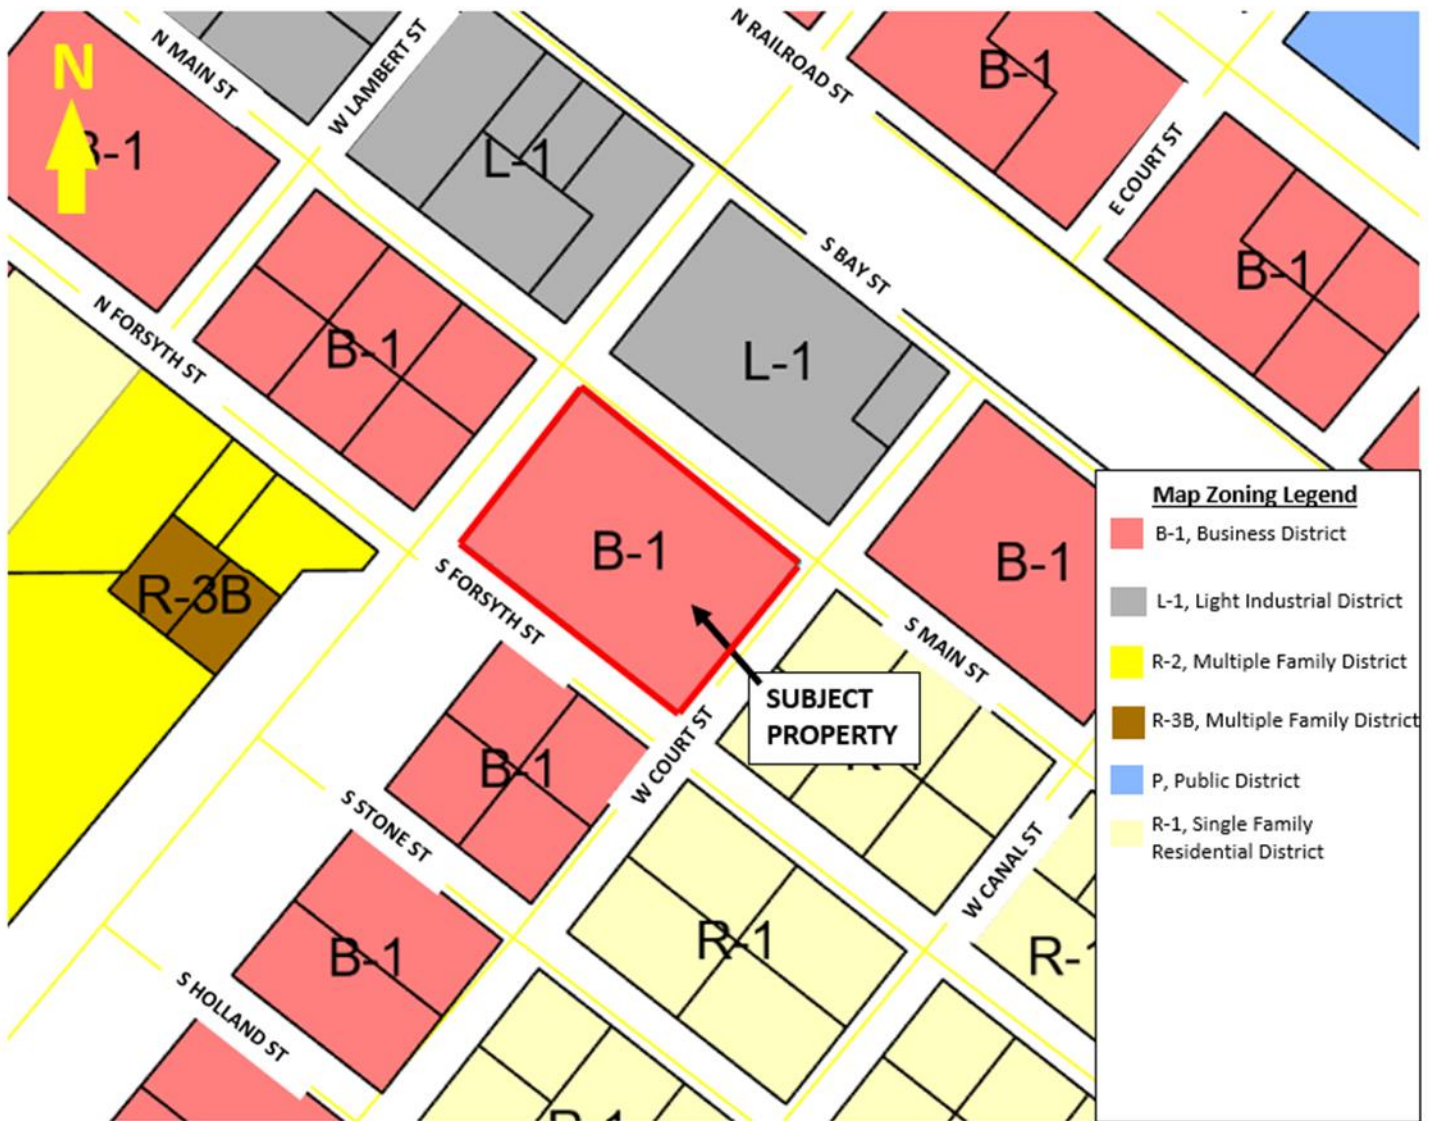 N MAIN ST
W LAMBERT ST
N RAILROAD ST
B-1
N
B-1
L-1
E COURT ST
S BAY ST
B-1
N FORSYTH ST
B-1
L-1
Map Zoning Legend
B-1, Business District
L-1, Light Industrial District
R-2, Multiple Family District
R-3B, Multiple Family District
P, Public District
R-1, Single Family
Residential District
B-1
B-1
R-3B
S FORSYTH ST
S MAIN ST
SUBJECT
PROPERTY
W COURT ST
B-1
S STONE ST
W CANAL ST
R-1
B-1
R-
S HOLLAND ST